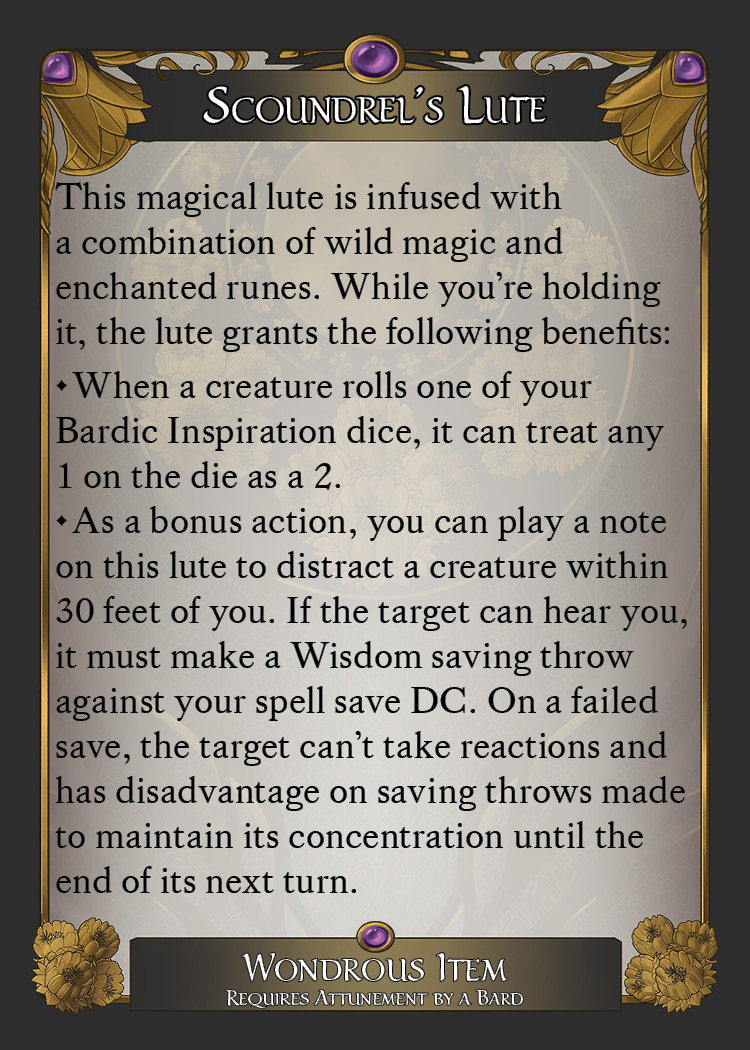 Scoundrel's Lute
This magical lute is infused with
a combination of wild magic and
enchanted runes. While you're holding
it, the lute grants the following benefits:
⬩When a creature rolls one of your
Bardic Inspiration dice, it can treat any
1 on the die as a 2.
⬩As a bonus action, you can play a note
on this lute to distract a creature within
30 feet of you. If the target can hear you,
it must make a Wisdom saving throw
against your spell save DC. On a failed
save, the target can't take reactions and
has disadvantage on saving throws made
to maintain its concentration until the
end of its next turn.
Wondrous Item
Requires Attunement by a Bard